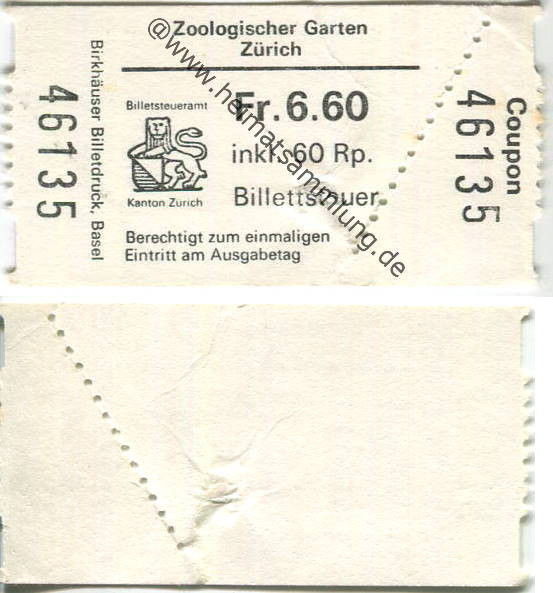 Zoologischer Garten
Zürich
Billetsteueramt
Fr. 6.60
inkl. 60 Rp.
Billettsteuer
Kanton Zürich
Berechtigt zum einmaligen
Eintritt am Ausgabetag
46135
Birkhäuser Billetdruck, Basel
Coupon
46135
@www.heimatsammlung.de